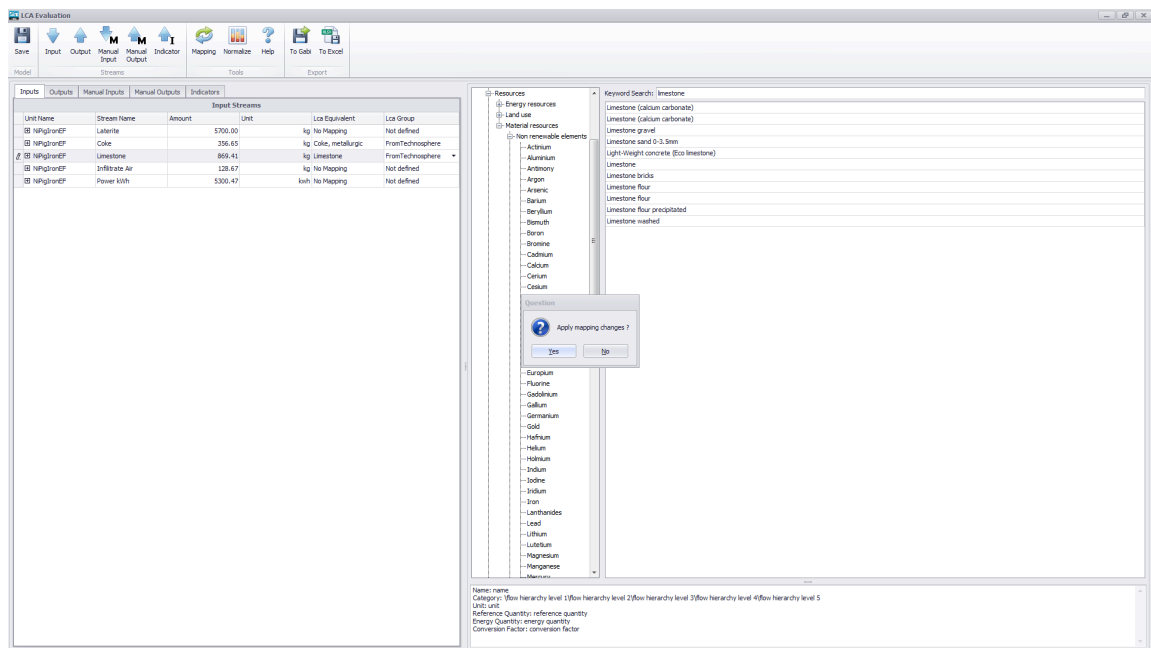 LCA Evaluation
Save Input Output Manual Input Manual Output Indicator Mapping Normalize Help To Gabi To Excel
Model Streams Tools Export
Inputs Outputs Manual Inputs Manual Outputs Indicators
Input Streams
Unit Name Stream Name Amount Unit Lca Equivalent Lca Group
NiPigIronEF Laterite 5700.00 kg No Mapping Not defined
NiPigIronEF Coke 356.65 kg Coke, metallurgic FromTechnosphere
NiPigIronEF Limestone 869.41 kg Limestone FromTechnosphere
NiPigIronEF Infiltrate Air 128.67 kg No Mapping Not defined
NiPigIronEF Power kWh 5300.47 kwh No Mapping Not defined
Resources
Energy resources
Land use
Material resources
Non renewable elements
Actinium
Aluminium
Antimony
Argon
Arsenic
Barium
Beryllium
Bismuth
Boron
Bromine
Cadmium
Calcium
Cerium
Cesium
Europium
Fluorine
Gadolinium
Gallium
Germanium
Gold
Hafnium
Helium
Holmium
Indium
Iodine
Iridium
Iron
Lanthanides
Lead
Lithium
Lutetium
Magnesium
Manganese
Mercury
Keyword Search: limestone
Limestone (calcium carbonate)
Limestone (calcium carbonate)
Limestone gravel
Limestone sand 0-3.5mm
Light-Weight concrete (Eco limestone)
Limestone
Limestone bricks
Limestone flour
Limestone flour
Limestone flour precipitated
Limestone washed
Question
Apply mapping changes ?
Yes No
Name: name
Category: \flow hierarchy level 1\flow hierarchy level 2\flow hierarchy level 3\flow hierarchy level 4\flow hierarchy level 5
Unit: unit
Reference Quantity: reference quantity
Energy Quantity: energy quantity
Conversion Factor: conversion factor